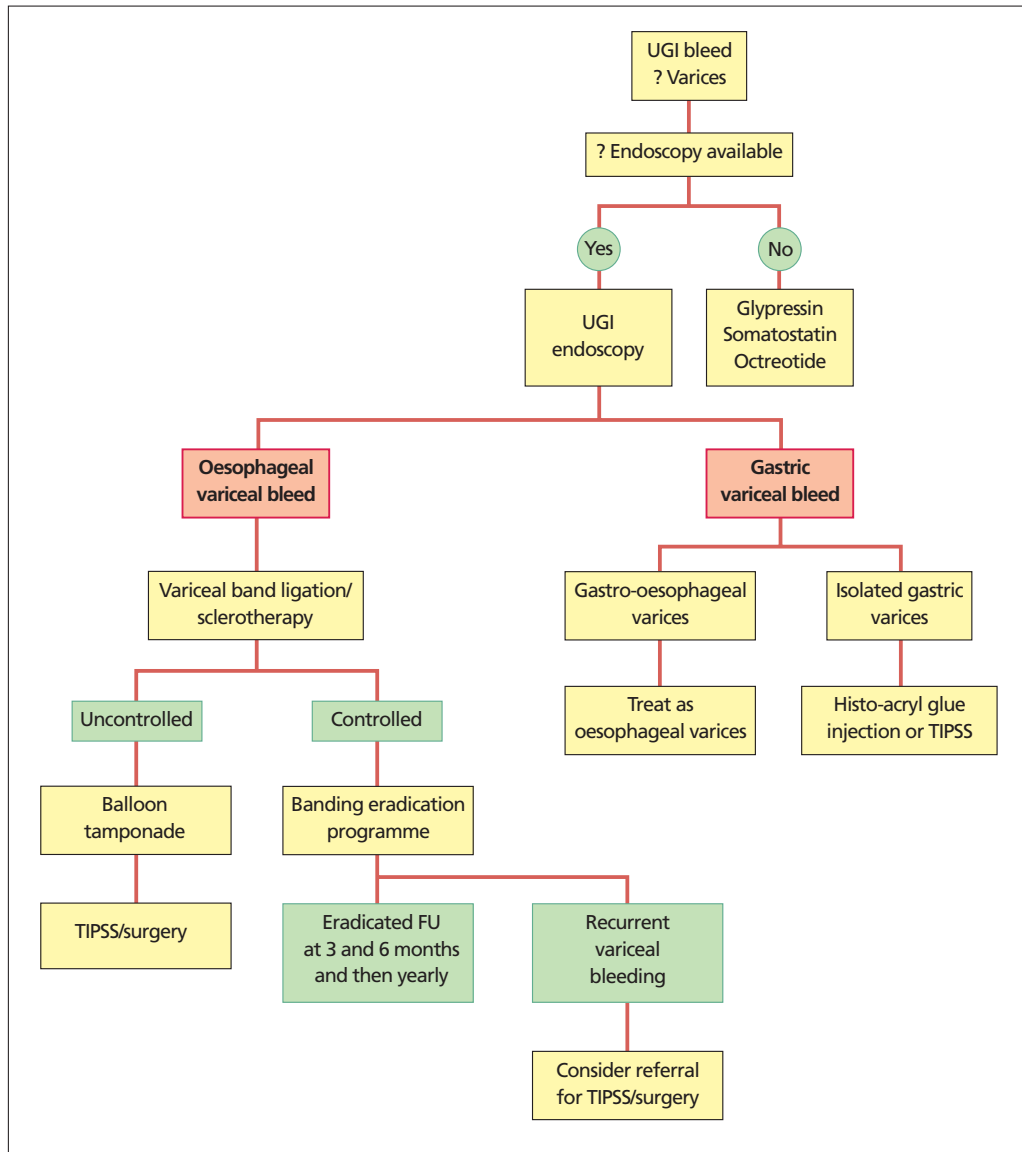 UGI bleed
? Varices
? Endoscopy available
Yes
No
UGI
endoscopy
Glypressin
Somatostatin
Octreotide
Oesophageal
variceal bleed
Gastric
variceal bleed
Variceal band ligation/
sclerotherapy
Gastro-oesophageal
varices
Isolated gastric
varices
Uncontrolled
Controlled
Treat as
oesophageal varices
Histo-acryl glue
injection or TIPSS
Balloon
tamponade
Banding eradication
programme
TIPSS/surgery
Eradicated FU
at 3 and 6 months
and then yearly
Recurrent
variceal
bleeding
Consider referral
for TIPSS/surgery